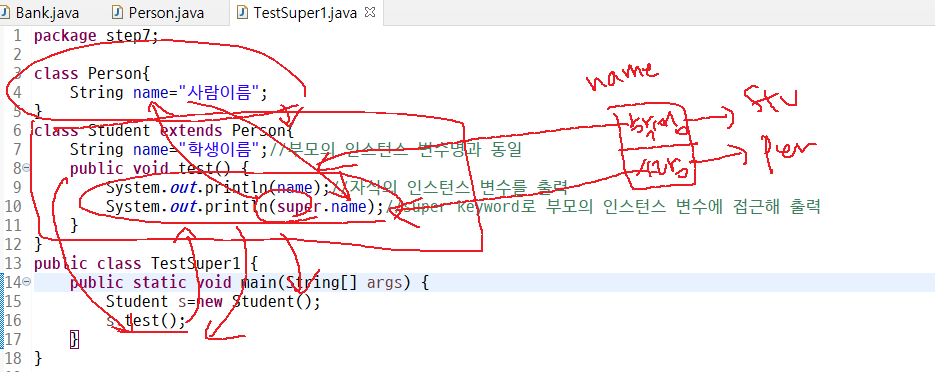 Bank.java Person.java TestSuper1.java
1 package step7;
2
3 class Person{
4 String name="사람이름";
5 }
6 class Student extends Person{
7 String name="학생이름";//부모의 인스턴스 변수명과 동일
8 public void test() {
9 System.out.println(name);//자식의 인스턴스 변수를 출력
10 System.out.println(super.name);//super keyword로 부모의 인스턴스 변수에 접근해 출력
11 }
12 }
13 public class TestSuper1 {
14 public static void main(String[] args) {
15 Student s=new Student();
16 s.test();
17 }
18 }
name
Stu
Per